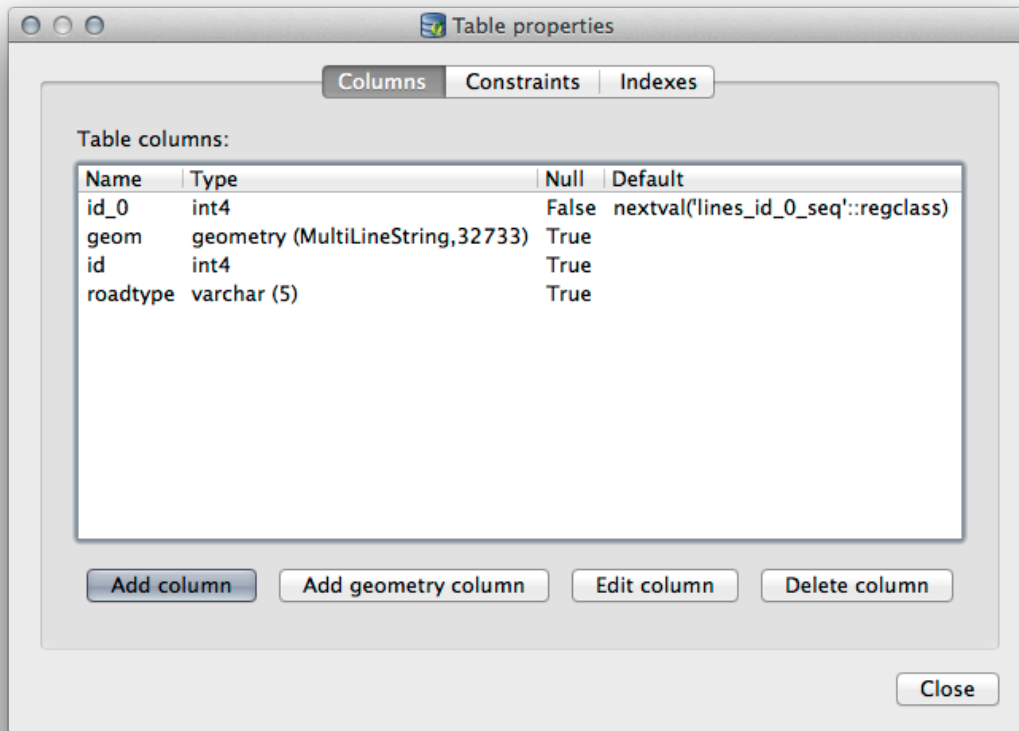 Table properties
Columns Constraints Indexes
Table columns:
Name Type Null Default
id_0 int4 False nextval('lines_id_0_seq'::regclass)
geom geometry (MultiLineString,32733) True
id int4 True
roadtype varchar (5) True
Add column Add geometry column Edit column Delete column
Close